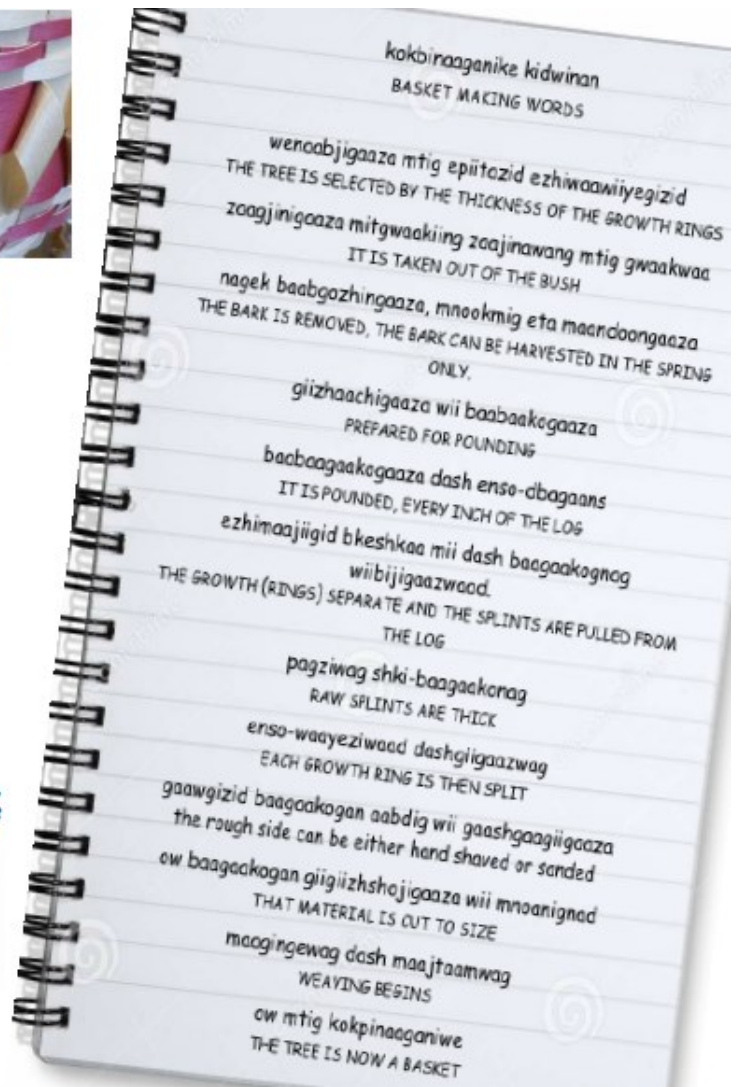 kokbinaaganike kidwinan
BASKET MAKING WORDS
wenaabjigaaza mtig epiitazid ezhiwaawiiyegizid
THE TREE IS SELECTED BY THE THICKNESS OF THE GROWTH RINGS
zaagjinigaaza mitgwaakiing zaajinawang mtig gwaakwaa
IT IS TAKEN OUT OF THE BUSH
nagek baabgozhingaaza, mnookmig eta maandoongaaza
THE BARK IS REMOVED, THE BARK CAN BE HARVESTED IN THE SPRING
ONLY.
giizhaachigaaza wii baabaakogaaza
PREPARED FOR POUNDING
baabaagaakogaaza dash enso-dbagaans
IT IS POUNDED, EVERY INCH OF THE LOG
ezhimaajiigid bkeshkaa mii dash baagaakognag
wiibijigaazwaad.
THE GROWTH (RINGS) SEPARATE AND THE SPLINTS ARE PULLED FROM
THE LOG
pagziwag shki-baagaakonag
RAW SPLINTS ARE THICK
enso-waayeziwaad dashgiigaazwag
EACH GROWTH RING IS THEN SPLIT
gaawgizid baagaakogan aabdig wii gaashgaagiigaaza
the rough side can be either hand shaved or sanded
ow baagaakogan giigiizhshojigaaza wii mnoanignad
THAT MATERIAL IS CUT TO SIZE
maagingewag dash maajtaamwag
WEAVING BEGINS
ow mtig kokpinaaganiwe
THE TREE IS NOW A BASKET